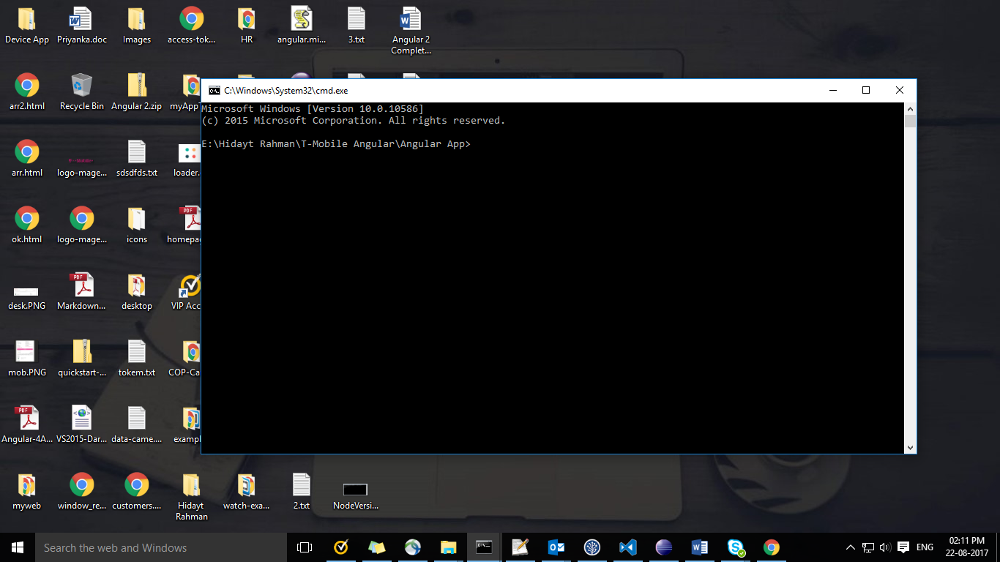 Device App
Priyanka.doc
Images
access-tok...
HR
angular.mi...
3.txt
Angular 2
Complet...
arr2.html
Recycle Bin
Angular 2.zip
myApp
C:\Windows\System32\cmd.exe
Microsoft Windows [Version 10.0.10586]
(c) 2015 Microsoft Corporation. All rights reserved.
E:\Hidayt Rahman\T-Mobile Angular\Angular App>
arr.html
logo-mage...
sdsdfds.txt
loader.
ok.html
logo-mage...
icons
homepag
PDF
desk.PNG
PDF
Markdown...
desktop
VIP Acc
mob.PNG
quickstart-...
tokem.txt
COP-Ca
PDF
Angular-4A...
VS2015-Dar...
data-came....
exampl
myweb
window_re...
customers....
Hidayt
Rahman
watch-exa...
2.txt
NodeVersi...
Search the web and Windows
ENG
02:11 PM
22-08-2017